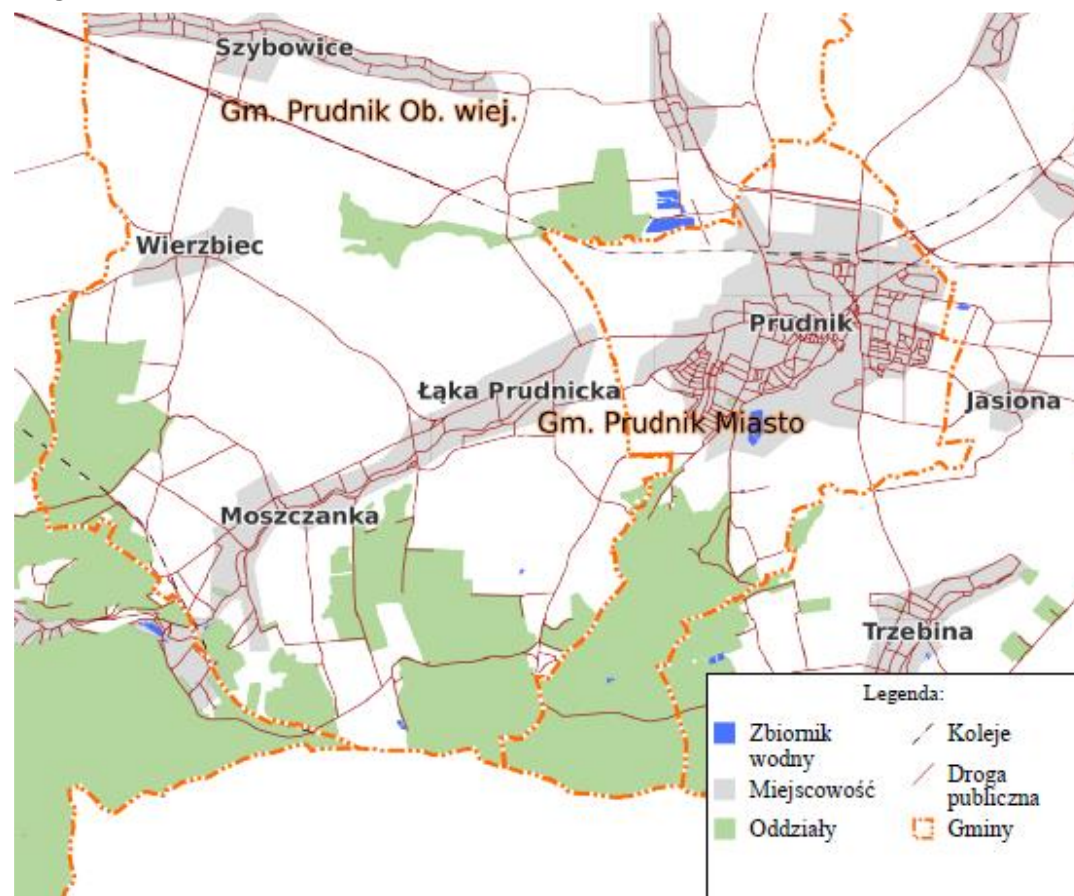 Szybowice
Gm. Prudnik Ob. wiej.
Wierzbiec
Prudnik
Łąka Prudnicka
Jasiona
Gm. Prudnik Miasto
Moszczanka
Trzebina
Legenda:
Zbiornik
wodny
Miejscowość
Oddziały
Koleje
Droga
publiczna
Gminy